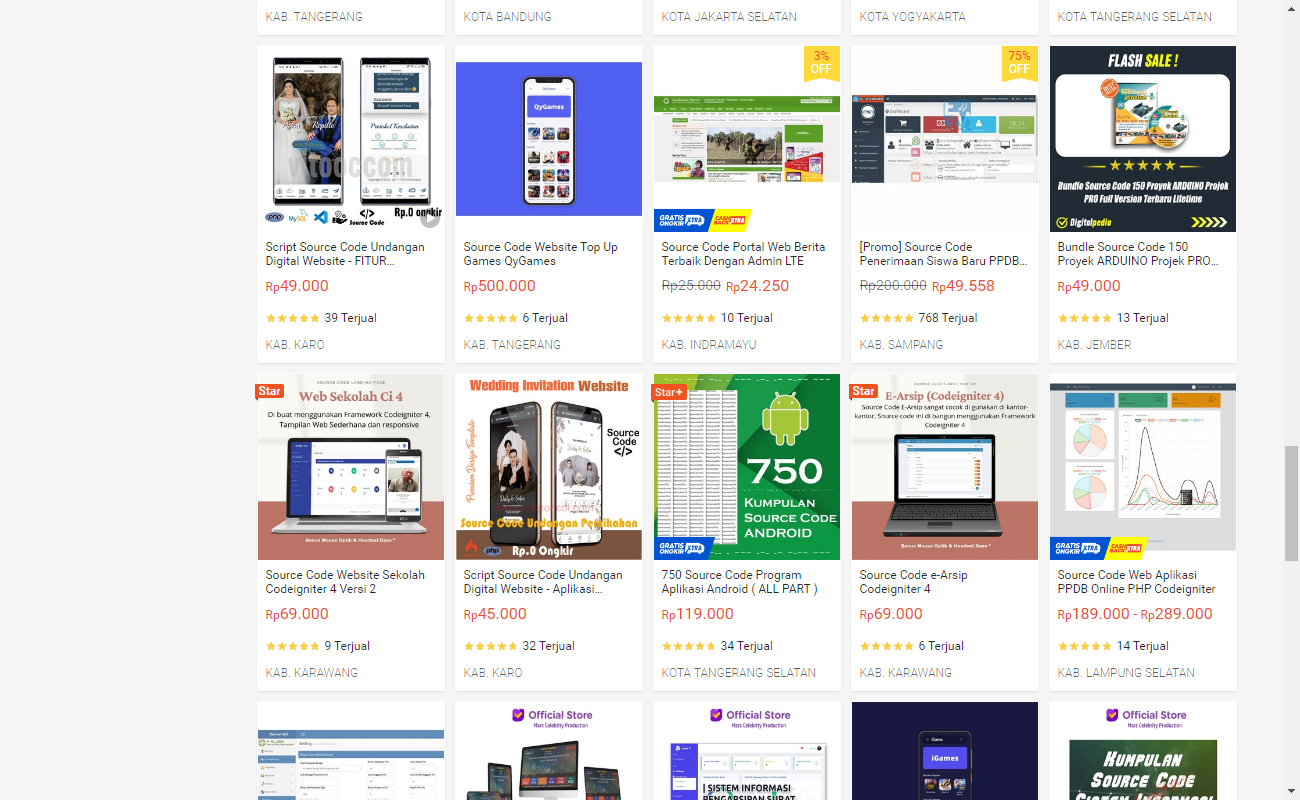 KAB. TANGERANG
KOTA BANDUNG
KOTA JAKARTA SELATAN
KOTA YOGYAKARTA
KOTA TANGERANG SELATAN
Protokol Kesehatan
tooccom
php
MySQL
</>
Source Code
Rp.0 ongkir
Script Source Code Undangan
Digital Website - FITUR...
Rp49.000
39 Terjual
KAB. KARO
QyGames
Source Code Website Top Up
Games QyGames
Rp500.000
6 Terjual
KAB. TANGERANG
3%
OFF
GRATIS ONGKIR XTRA
CASHBACK XTRA
Source Code Portal Web Berita
Terbaik Dengan Admin LTE
Rp25.000 Rp24.250
10 Terjual
KAB. INDRAMAYU
75%
OFF
Dashboard
18:24
[Promo] Source Code
Penerimaan Siswa Baru PPDB...
Rp200.000 Rp49.558
768 Terjual
KAB. SAMPANG
FLASH SALE !
Bundle Source Code 150 Proyek ARDUINO Projek
PRO Full Version Terbaru Lifetime
Digitalpedia
Bundle Source Code 150
Proyek ARDUINO Projek PRO...
Rp49.000
13 Terjual
KAB. JEMBER
Star
SOURCE CODE LANDING PAGE
Web Sekolah Ci 4
Di buat menggunakan Framework Codeigniter 4,
Tampilan Web Sederhana dan responsive
Bonus Mouse Optik & Headset Bass *
Source Code Website Sekolah
Codeigniter 4 Versi 2
Rp69.000
9 Terjual
KAB. KARAWANG
Wedding Invitation Website
Premium Design Template
Source
Code
</>
Source Code Undangan Pernikahan
php
Rp.0 Ongkir
Script Source Code Undangan
Digital Website - Aplikasi...
Rp45.000
32 Terjual
KAB. KARO
Star+
750
KUMPULAN
SOURCE CODE
ANDROID
GRATIS ONGKIR XTRA
750 Source Code Program
Aplikasi Android ( ALL PART )
Rp119.000
34 Terjual
KOTA TANGERANG SELATAN
Star
E-Arsip (Codeigniter 4)
Source Code E-Arsip sangat cocok di gunakan di kantor-
kantor, Source code ini di bangun menggunakan Framework
Codeigniter 4
Bonus Mouse Optik & Headset Bass *
Source Code e-Arsip
Codeigniter 4
Rp69.000
6 Terjual
KAB. KARAWANG
GRATIS ONGKIR XTRA
CASHBACK XTRA
Source Code Web Aplikasi
PPDB Online PHP Codeigniter
Rp189.000 - Rp289.000
14 Terjual
KAB. LAMPUNG SELATAN
Official Store
Mars Celebrity Production
Official Store
Mars Celebrity Production
| SISTEM INFORMASI
PENGARSIPAN SURAT
iGames
Official Store
Mars Celebrity Production
KUMPULAN
SOURCE CODE
SISTEM INFORMASI